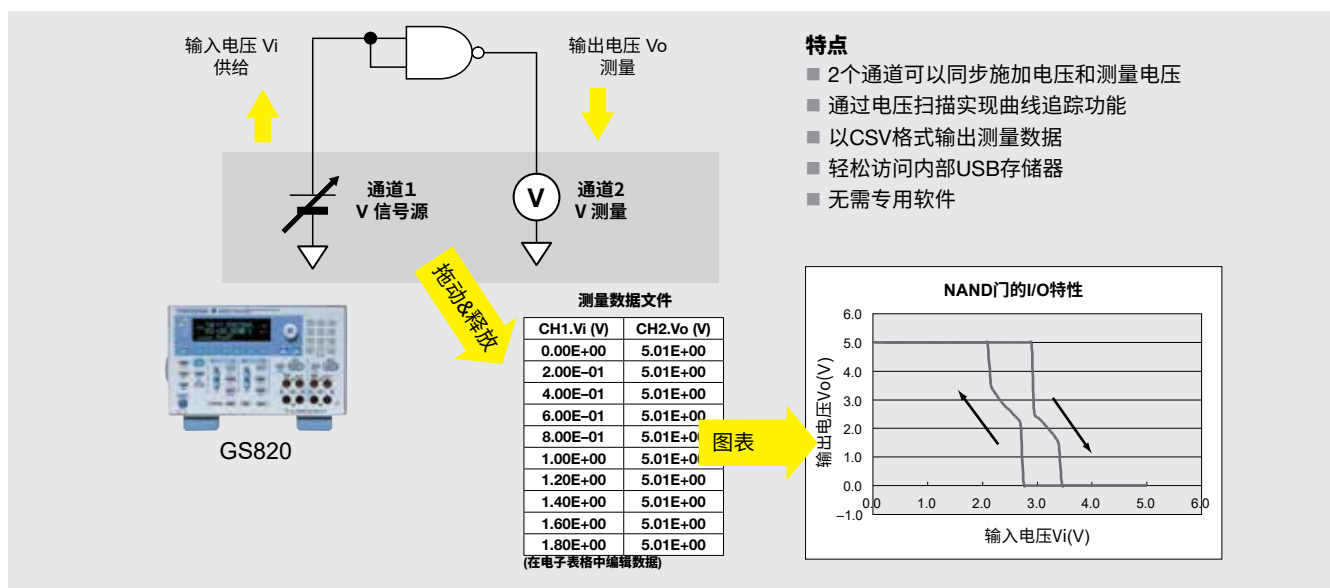 输入电压 Vi
供给
输出电压 Vo
测量
通道1
V 信号源
V
通道2
V 测量
拖动&释放
GS820
测量数据文件
CH1.Vi (V) CH2.Vo (V)
0.00E+00 5.01E+00
2.00E–01 5.01E+00
4.00E–01 5.01E+00
6.00E–01 5.01E+00
8.00E–01 5.01E+0
1.00E+00 5.01E+0
1.20E+00 5.01E+00
1.40E+00 5.01E+00
1.60E+00 5.01E+00
1.80E+00 5.01E+00
(在电子表格中编辑数据)
图表
特点
2个通道可以同步施加电压和测量电压
通过电压扫描实现曲线追踪功能
以CSV格式输出测量数据
轻松访问内部USB存储器
无需专用软件
NAND门的I/O特性
输出电压Vo(V)
6.0
5.0
4.0
3.0
2.0
1.0
0.0
–1.0
0.0 1.0 2.0 3.0 4.0 5.0 6.0
输入电压Vi(V)